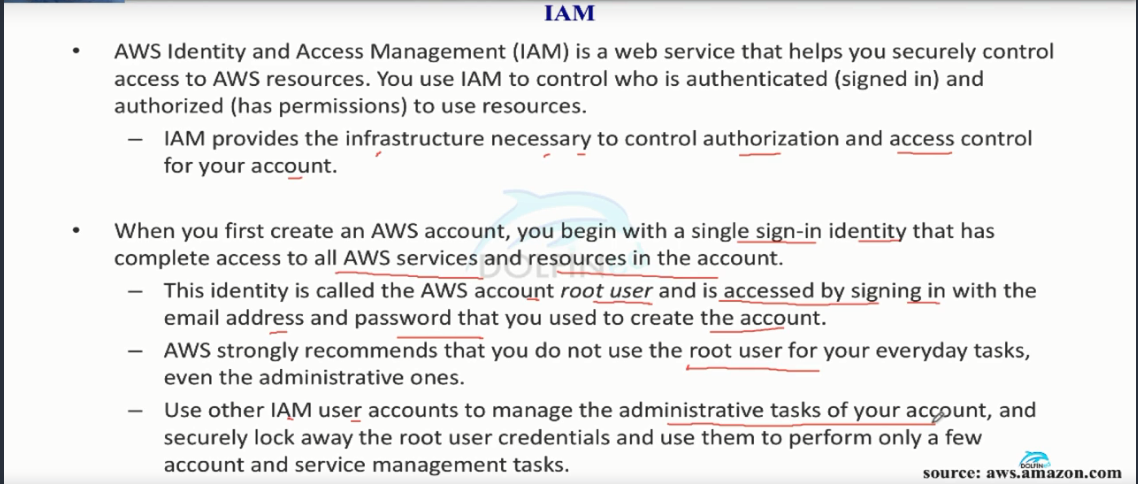 IAM
• AWS Identity and Access Management (IAM) is a web service that helps you securely control
access to AWS resources. You use IAM to control who is authenticated (signed in) and
authorized (has permissions) to use resources.
– IAM provides the infrastructure necessary to control authorization and access control
for your account.
• When you first create an AWS account, you begin with a single sign-in identity that has
complete access to all AWS services and resources in the account.
DOLFIN
– This identity is called the AWS account root user and is accessed by signing in with the
email address and password that you used to create the account.
– AWS strongly recommends that you do not use the root user for your everyday tasks,
even the administrative ones.
– Use other IAM user accounts to manage the administrative tasks of your account, and
securely lock away the root user credentials and use them to perform only a few
account and service management tasks.
DOLFIN
source: aws.amazon.com